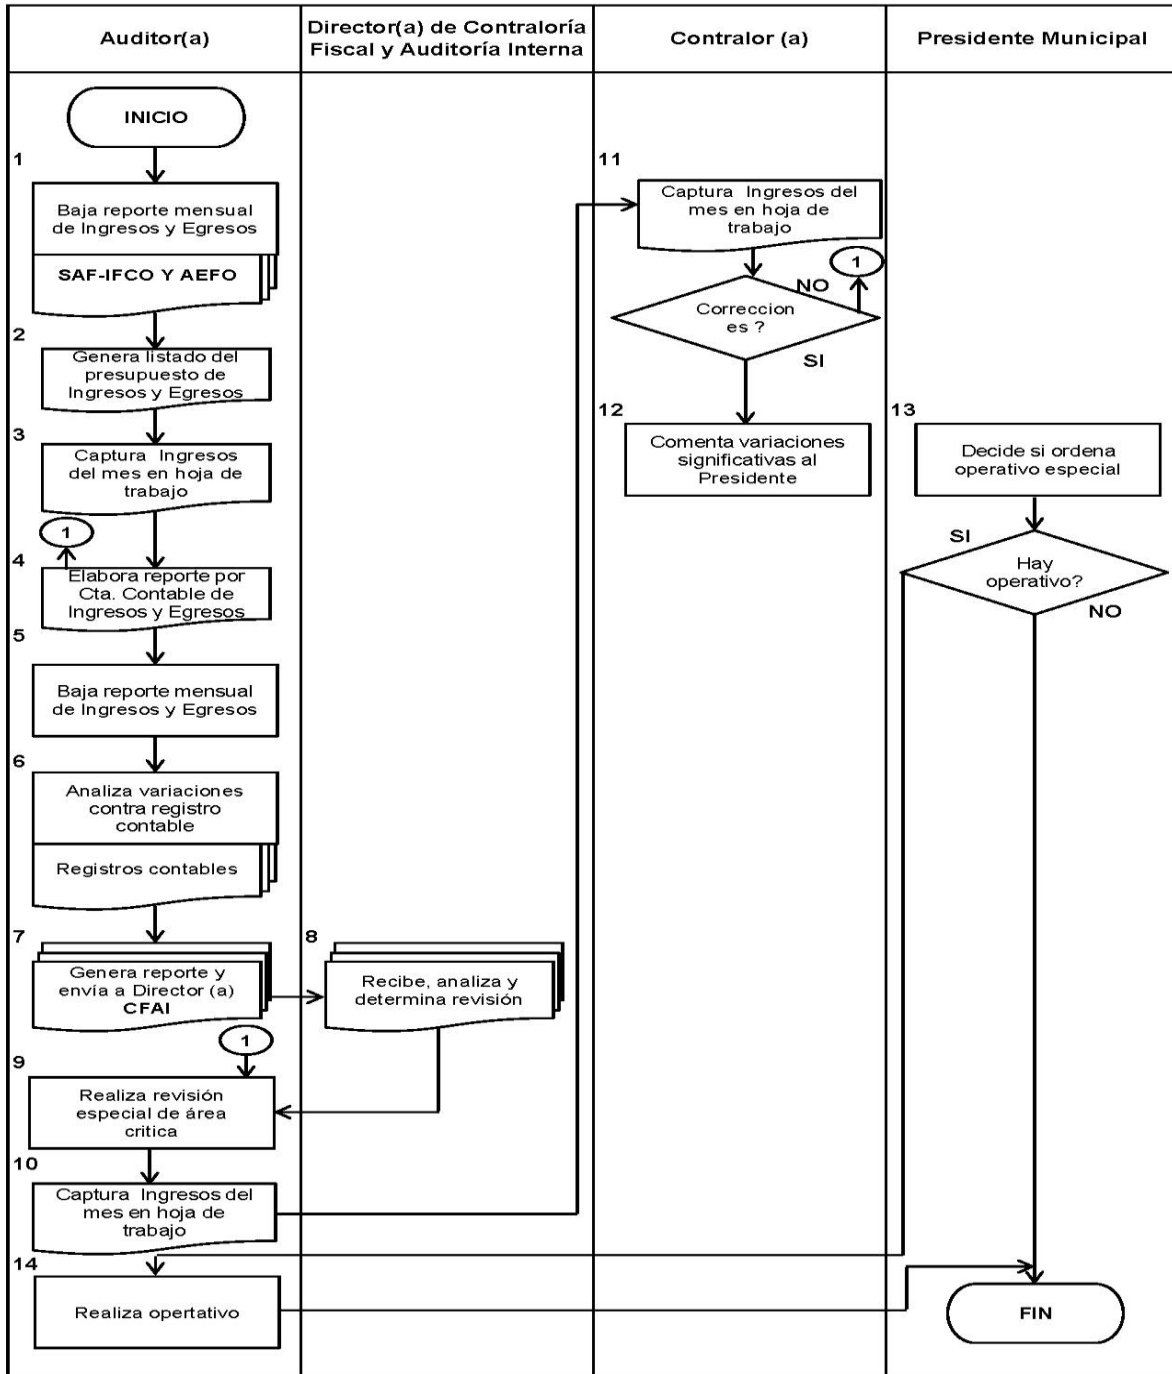 Auditor(a)
Director(a) de Contraloría
Fiscal y Auditoría Interna
Contralor (a)
Presidente Municipal
INICIO
1
Baja reporte mensual
de Ingresos y Egresos
SAF-IFCO Y AEFO
2
Genera listado del
presupuesto de
Ingresos y Egresos
3
Captura Ingresos
del mes en hoja de
trabajo
1
4
Elabora reporte por
Cta. Contable de
Ingresos y Egresos
5
Baja reporte mensual
de Ingresos y Egresos
6
Analiza variaciones
contra registro
contable
Registros contables
7
Genera reporte y
envía a Director (a)
CFAI
8
Recibe, analiza y
determina revisión
1
9
Realiza revisión
especial de área
critica
10
Captura Ingresos del
mes en hoja de
trabajo
11
Captura Ingresos del
mes en hoja de
trabajo
1
NO
Correccion
es ?
SI
12
Comenta variaciones
significativas al
Presidente
13
Decide si ordena
operativo especial
SI
Hay
operativo?
NO
14
Realiza opertativo
FIN